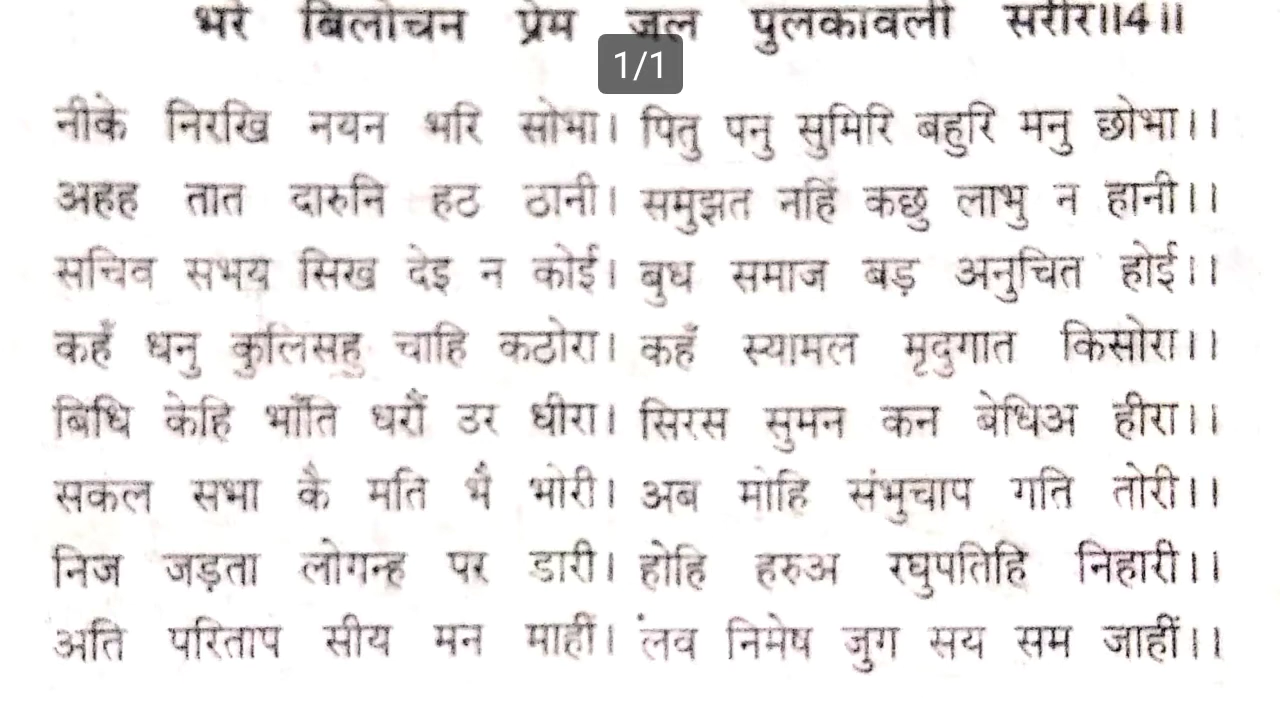 भरे बिलोचन प्रेम जल पुलकावली सरीर॥4॥
1/1
नीके निरखि नयन भरि सोभा। पितु पनु सुमिरि बहुरि मनु छोभा।।
अहह तात दारुनि हठ ठानी। समुझत नहिं कछु लाभु न हानी।।
सचिव सभय सिख देइ न कोई। बुध समाज बड़ अनुचित होई।।
कहँ धनु कुलिसहु चाहि कठोरा। कहँ स्यामल मृदुगात किसोरा।।
बिधि केहि भाँति धरौं उर धीरा। सिरस सुमन कन बेधिअ हीरा।।
सकल सभा कै मति भै भोरी। अब मोहि संभुचाप गति तोरी।।
निज जड़ता लोगन्ह पर डारी। होहि हरुअ रघुपतिहि निहारी।।
अति परिताप सीय मन माहीं। लव निमेष जुग सय सम जाहीं।।